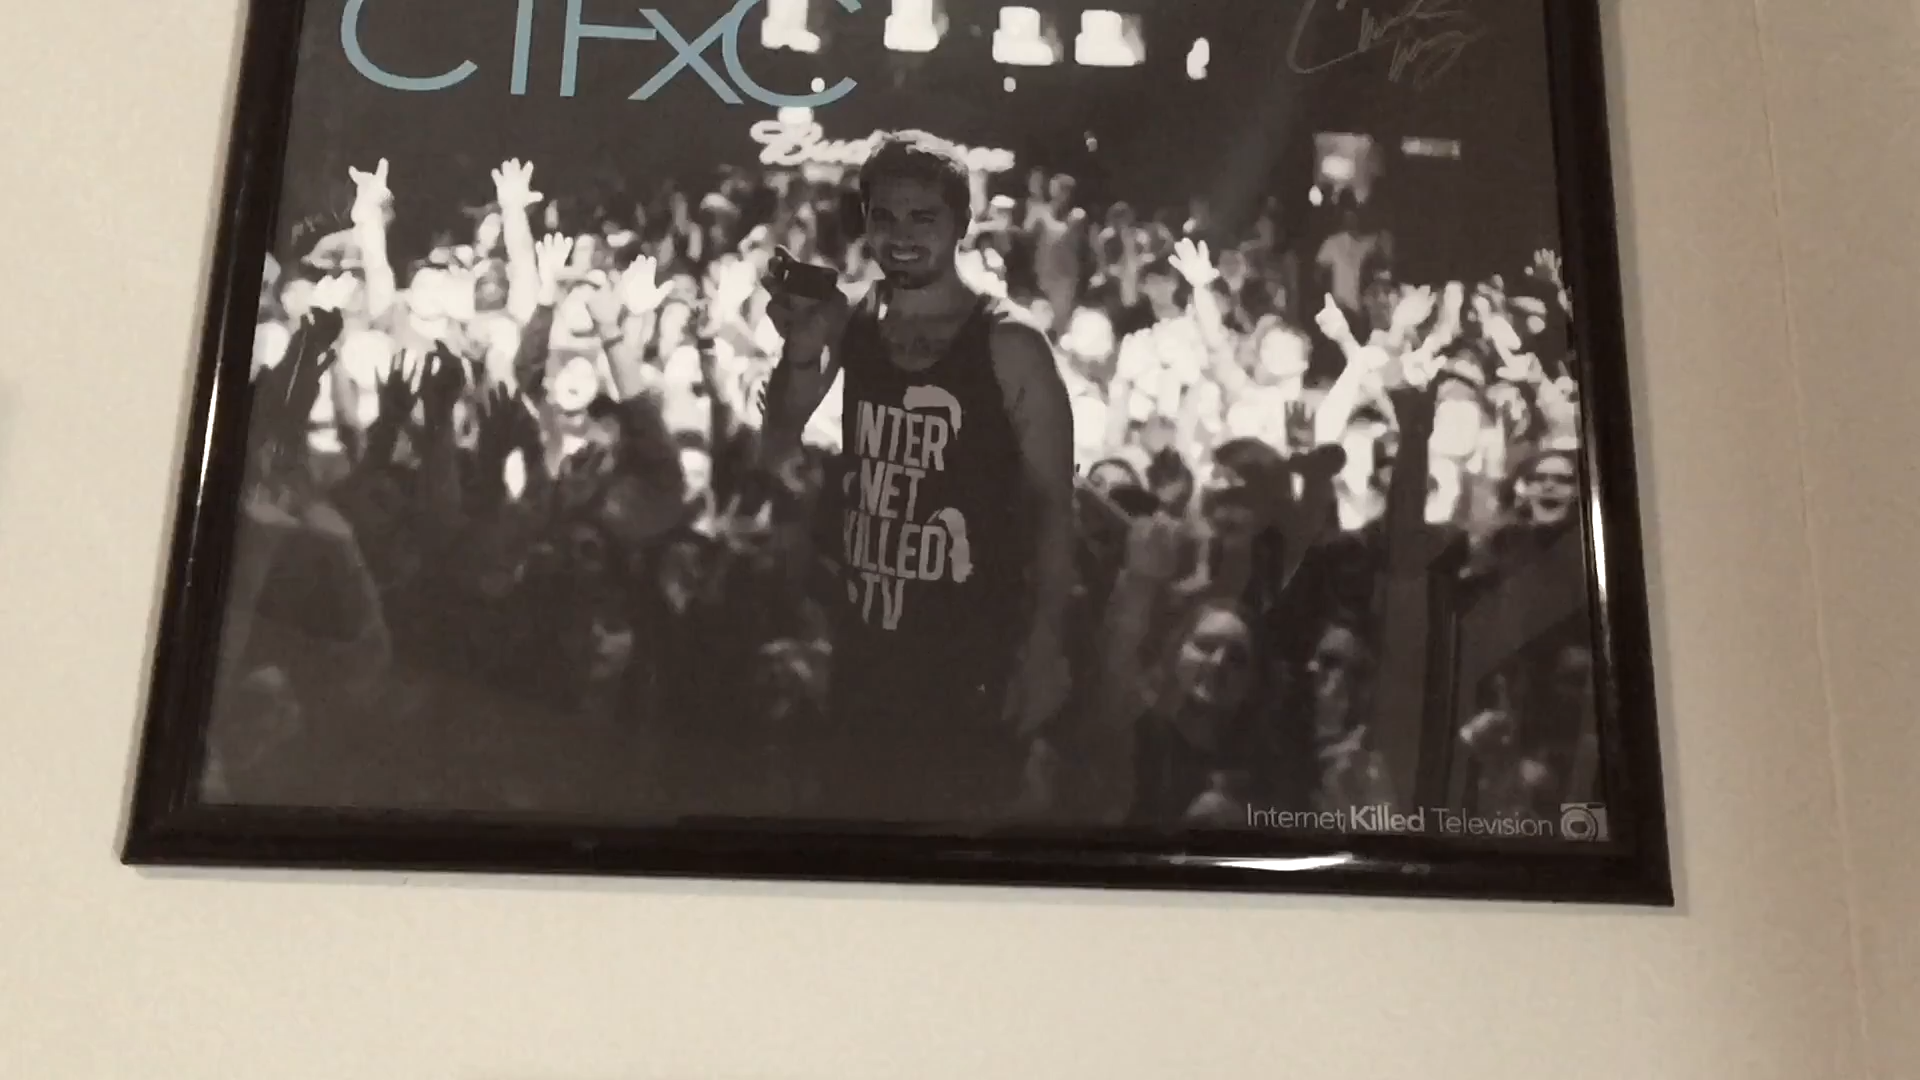 CTFxC
INTER
NET
KILLED
TV
Internet Killed Television